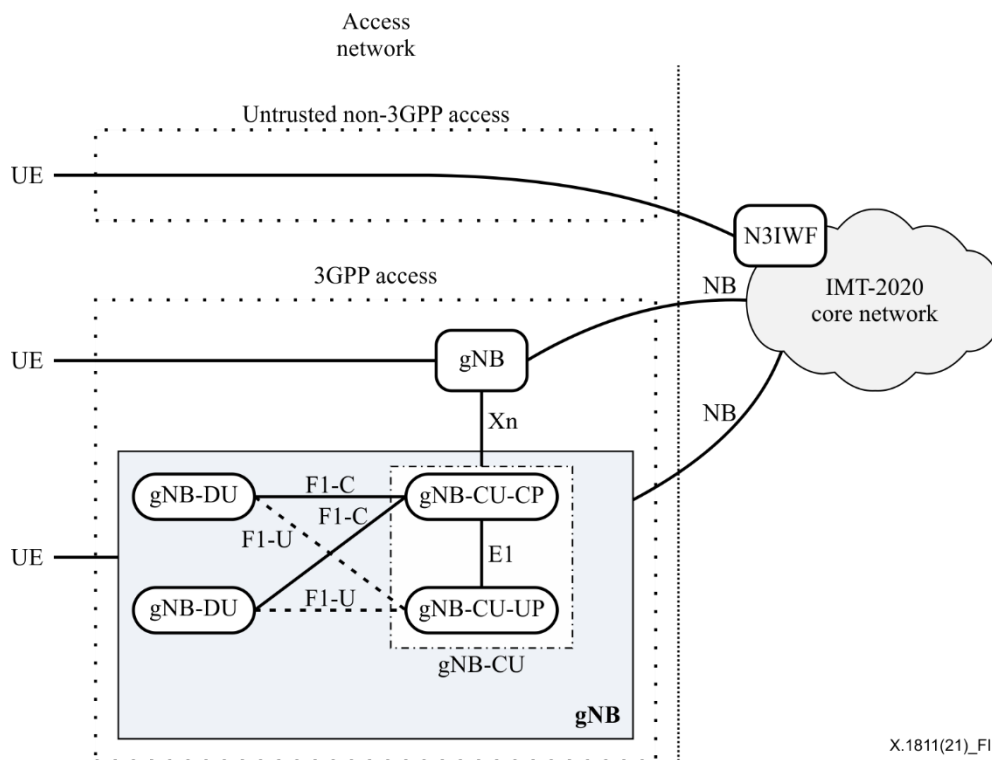 Access
network
Untrusted non-3GPP access
UE
N3IWF
3GPP access
NB
IMT-2020
core network
UE
gNB
NB
Xn
gNB-DU
F1-C
gNB-CU-CP
F1-C
F1-U
UE
E1
gNB-DU
F1-U
gNB-CU-UP
gNB-CU
gNB
X.1811(21)_FI